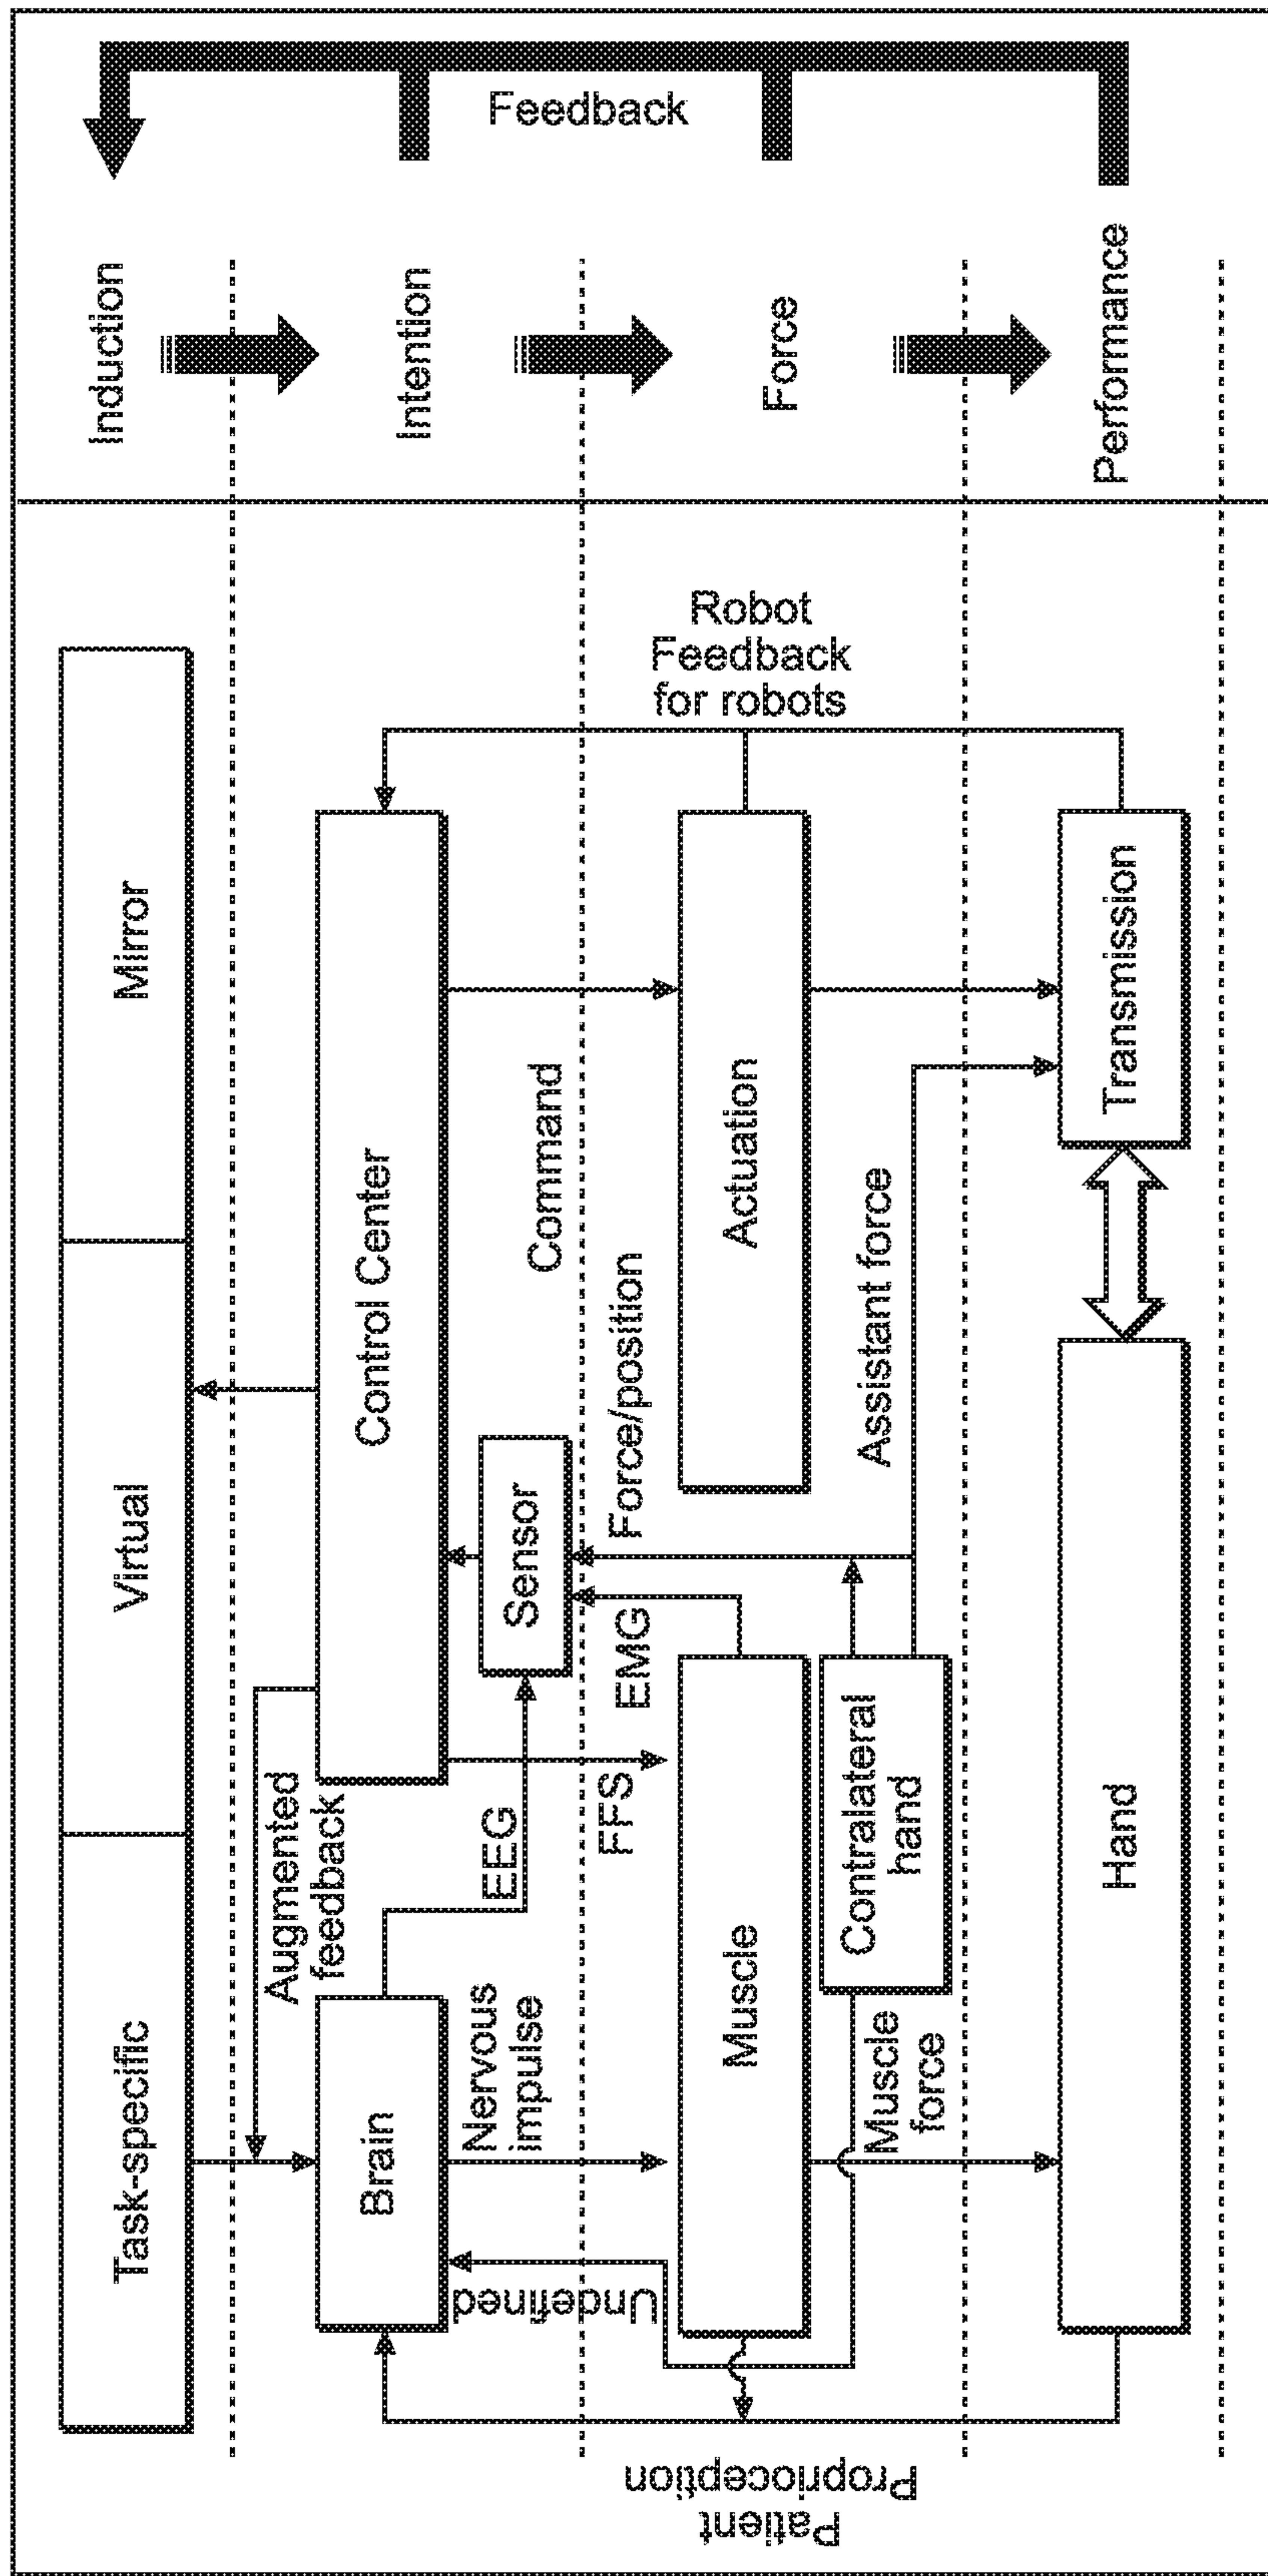 Task-specific
Virtual
Mirror
Induction
Augmented
feedback
Brain
Control Center
Intention
Feedback
EEG
Sensor
Nervous
impulse
Command
Undefined
FFS
EMG
Force/position
Robot
Feedback
for robots
Patient
Proprioception
Muscle
Actuation
Force
Contralateral
hand
Muscle
force
Assistant force
Hand
Transmission
Performance